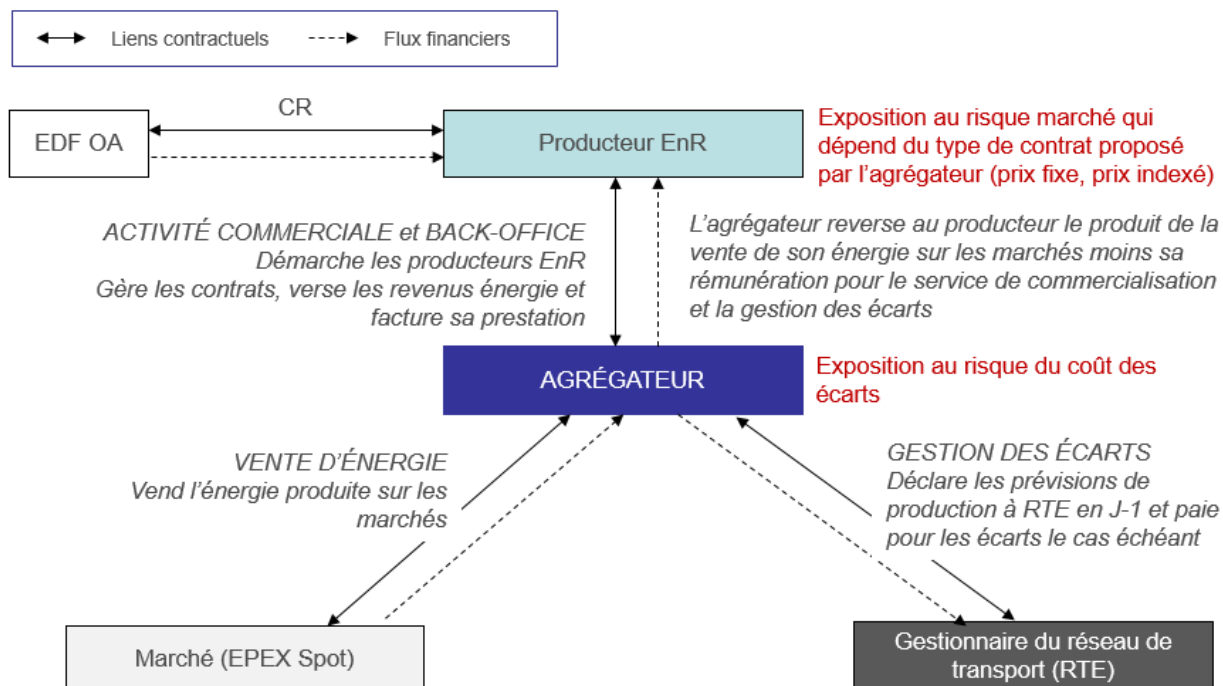 Liens contractuels
Flux financiers
CR
EDF OA
Producteur EnR
Exposition au risque marché qui
dépend du type de contrat proposé
par l’agrégateur (prix fixe, prix indexé)
ACTIVITÉ COMMERCIALE et BACK-OFFICE
Démarche les producteurs EnR
Gère les contrats, verse les revenus énergie et
facture sa prestation
L’agrégateur reverse au producteur le produit de la
vente de son énergie sur les marchés moins sa
rémunération pour le service de commercialisation
et la gestion des écarts
AGRÉGATEUR
Exposition au risque du coût des
écarts
VENTE D’ÉNERGIE
Vend l’énergie produite sur les
marchés
GESTION DES ÉCARTS
Déclare les prévisions de
production à RTE en J-1 et paie
pour les écarts le cas échéant
Marché (EPEX Spot)
Gestionnaire du réseau de
transport (RTE)